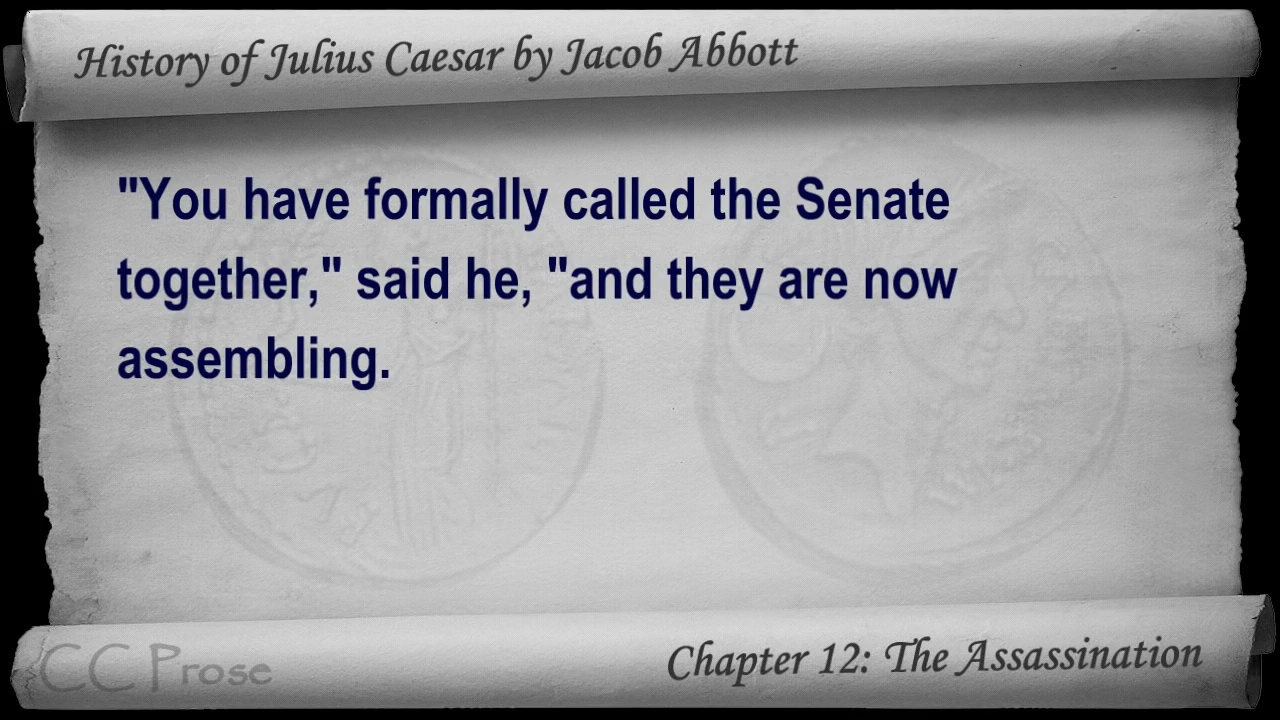 History of Julius Caesar by Jacob Abbott
"You have formally called the Senate
together," said he, "and they are now
assembling.
CC Prose
Chapter 12: The Assassination